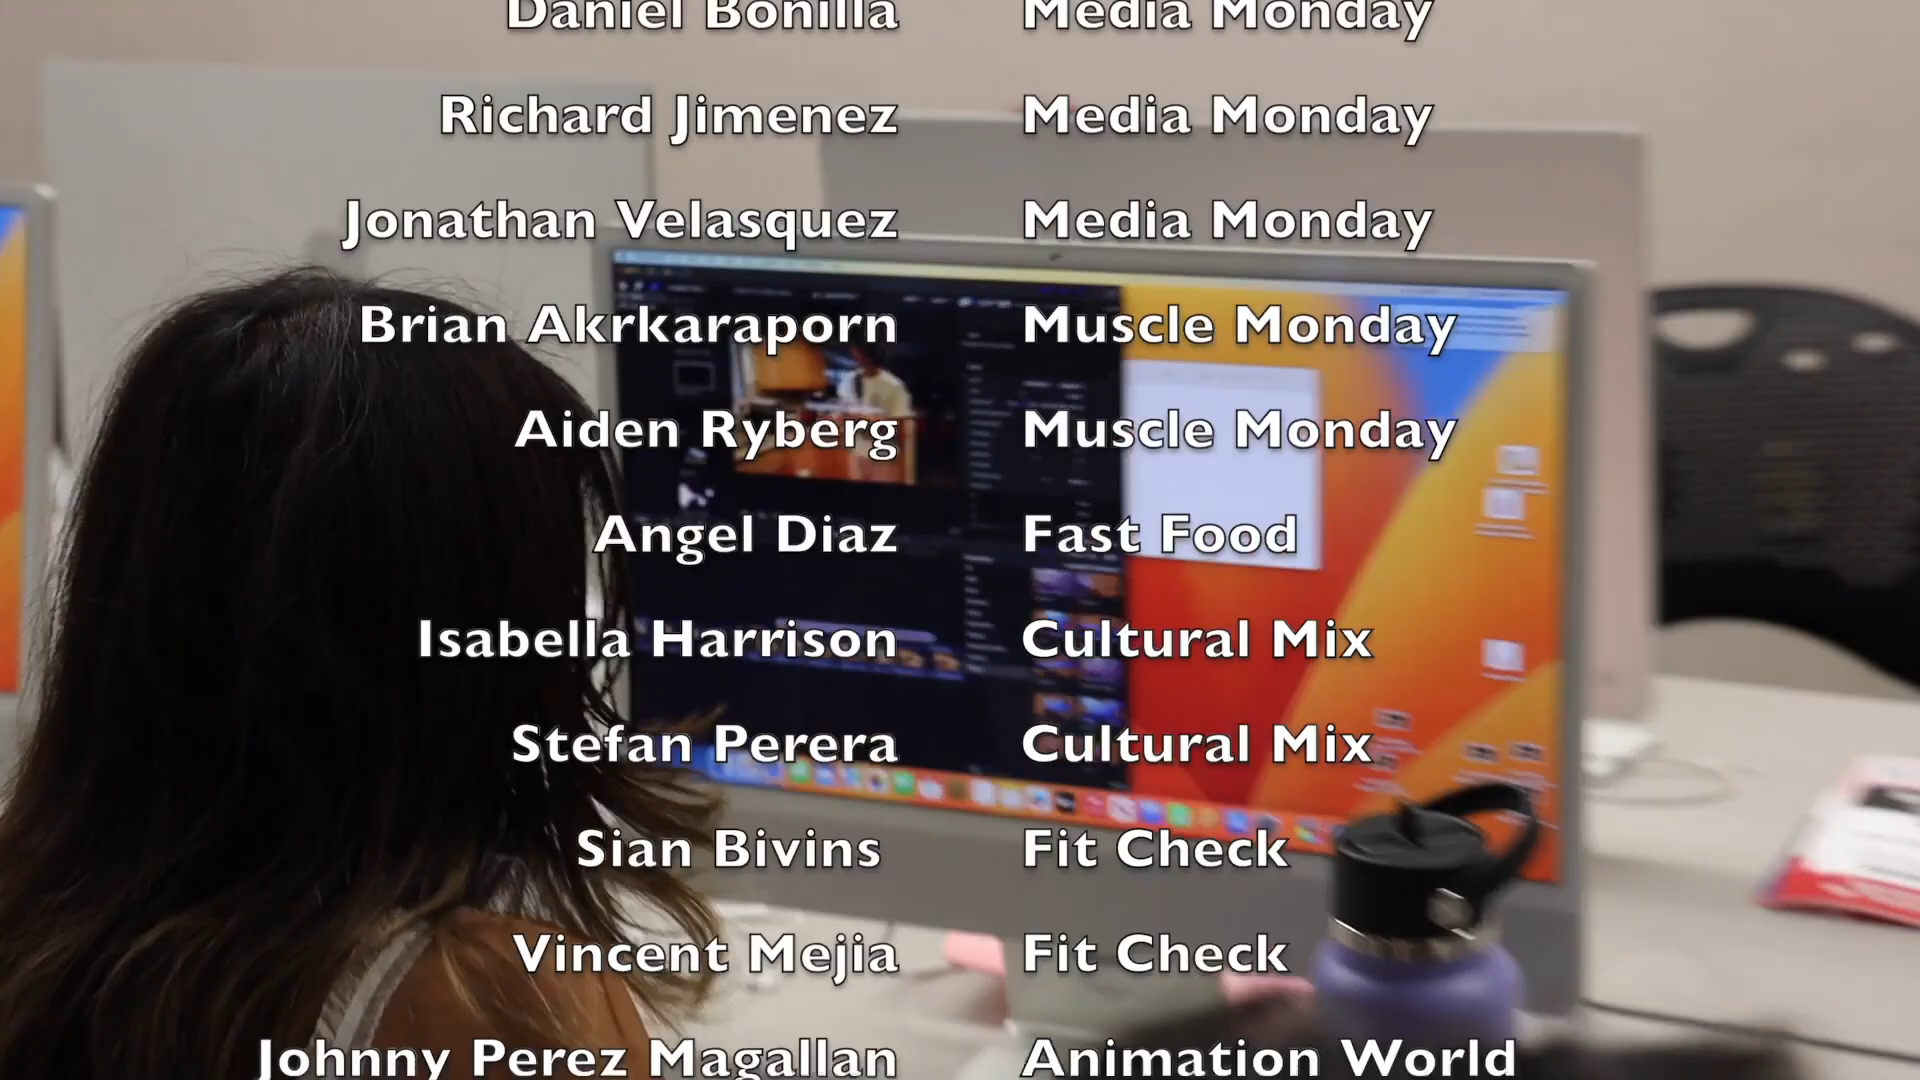 Daniel Bonilla Media Monday
Richard Jimenez Media Monday
Jonathan Velasquez Media Monday
Brian Akrkaraporn Muscle Monday
Aiden Ryberg Muscle Monday
Angel Diaz Fast Food
Isabella Harrison Cultural Mix
Stefan Perera Cultural Mix
Sian Bivins Fit Check
Vincent Mejia Fit Check
Johnny Perez Magallan Animation World